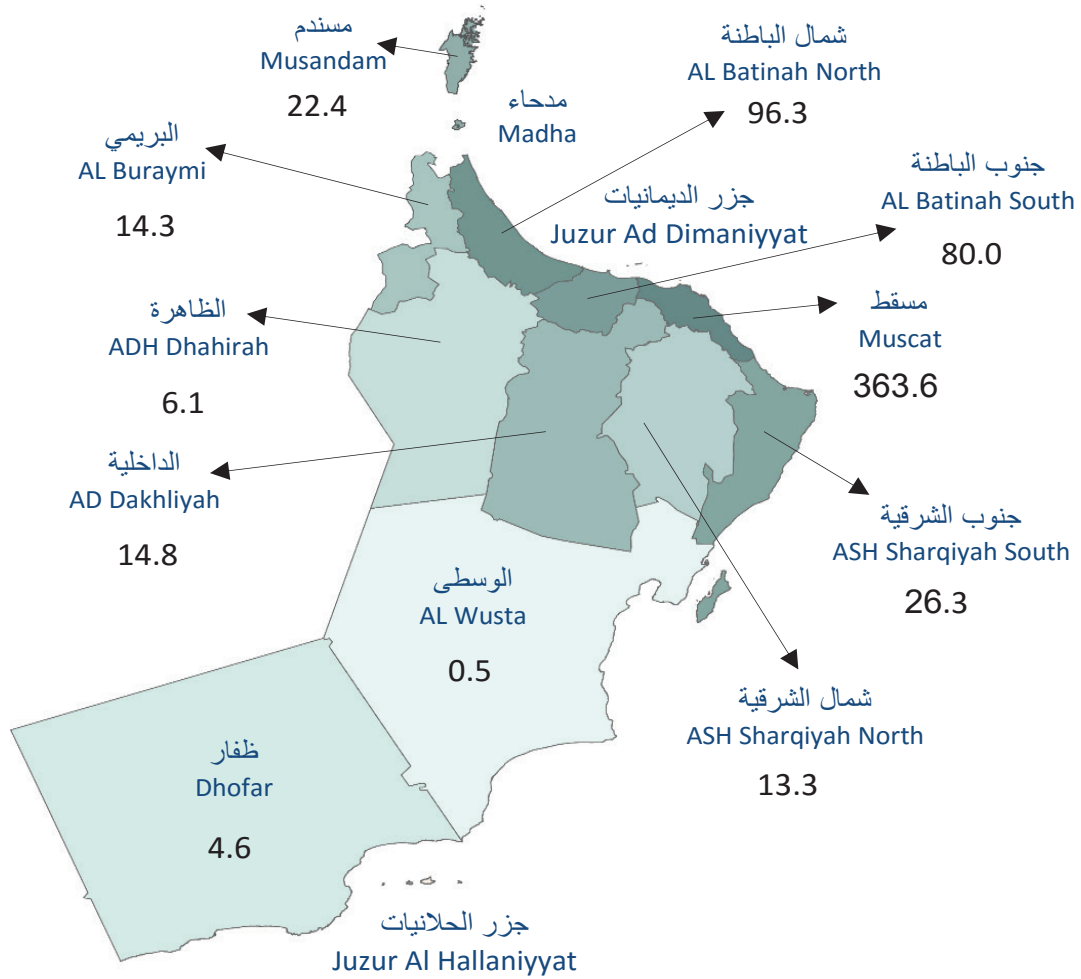 مسندم
Musandam
22.4
شمال الباطنة
AL Batinah North
96.3
مدحاء
Madha
البريمي
AL Buraymi
14.3
جنوب الباطنة
AL Batinah South
80.0
جزر الديمانيات
Juzur Ad Dimaniyyat
الظاهرة
ADH Dhahirah
6.1
مسقط
Muscat
363.6
الداخلية
AD Dakhliyah
14.8
جنوب الشرقية
ASH Sharqiyah South
26.3
الوسطى
AL Wusta
0.5
شمال الشرقية
ASH Sharqiyah North
13.3
ظفار
Dhofar
4.6
جزر الحلانيات
Juzur Al Hallaniyyat